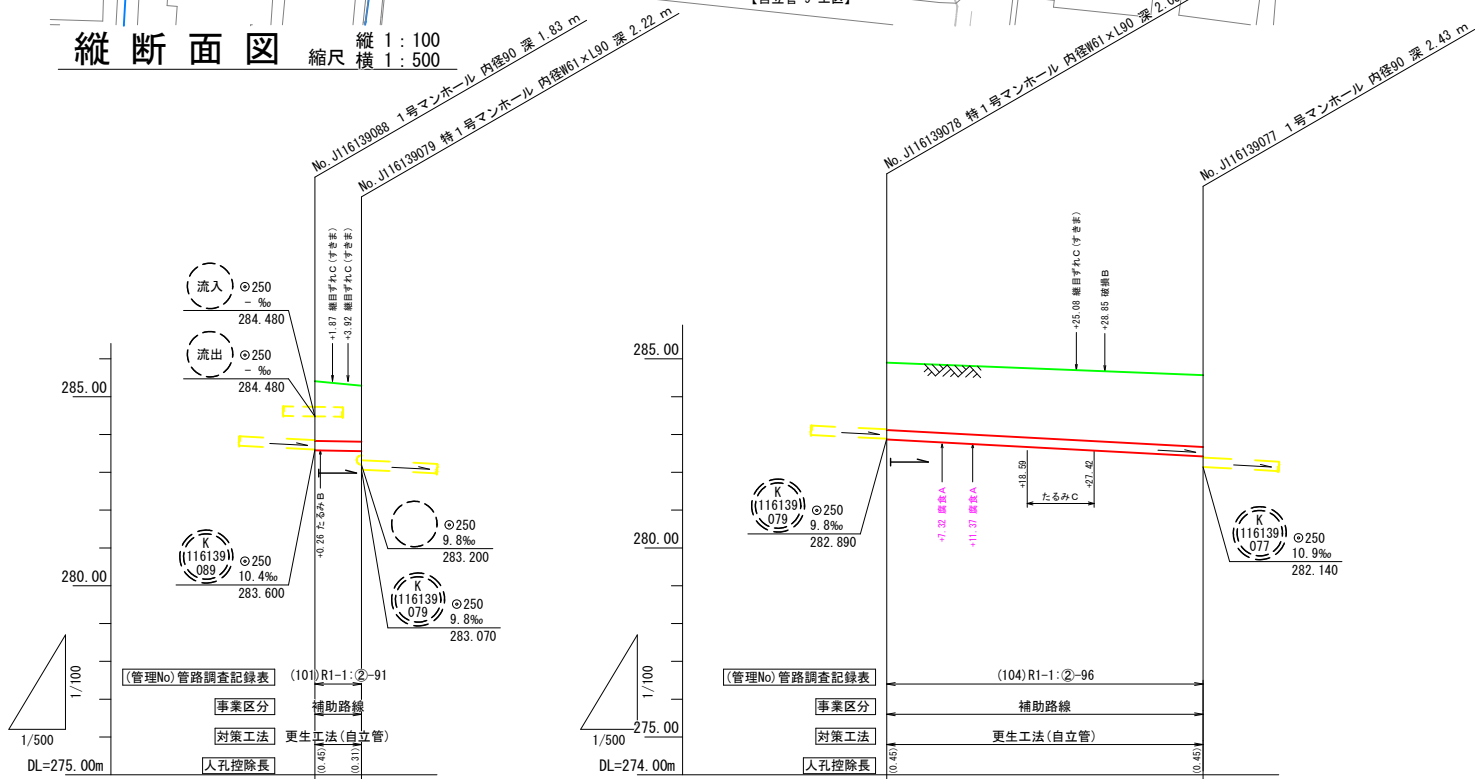 【自立管-9 工区】
縦断面図
縮尺
縦 1：100
横 1：500
No. J116139088 1号マンホール 内径90 深 1.83 m
No. J116139079 特1号マンホール 内径W61×L90 深 2.22 m
+1.87 継目ずれC(すきま)
+3.92 継目ずれC(すきま)
流入
⊙250
- ‰
284.480
流出
⊙250
- ‰
284.480
285.00
280.00
+0.26 たるみB
K
116139
089
⊙250
10.4‰
283.600
⊙250
9.8‰
283.200
K
116139
079
⊙250
9.8‰
283.070
1/100
1/500
(管理No)管路調査記録表
(101)R1-1:②-91
事業区分
補助路線
対策工法
更生工法(自立管)
人孔控除長
(0.45)
(0.31)
DL=275.00m
No. J116139078 特1号マンホール 内径W61×L90 深
No. J116139077 1号マンホール 内径90 深 2.43 m
+25.08 継目ずれC(すきま)
+28.85 破損B
285.00
280.00
275.00
K
116139
079
⊙250
9.8‰
282.890
+7.32 腐食A
+11.37 腐食A
+18.59
+27.42
たるみC
K
116139
077
⊙250
10.9‰
282.140
1/100
1/500
(管理No)管路調査記録表
(104)R1-1:②-96
事業区分
補助路線
対策工法
更生工法(自立管)
人孔控除長
(0.45)
(0.45)
DL=274.00m